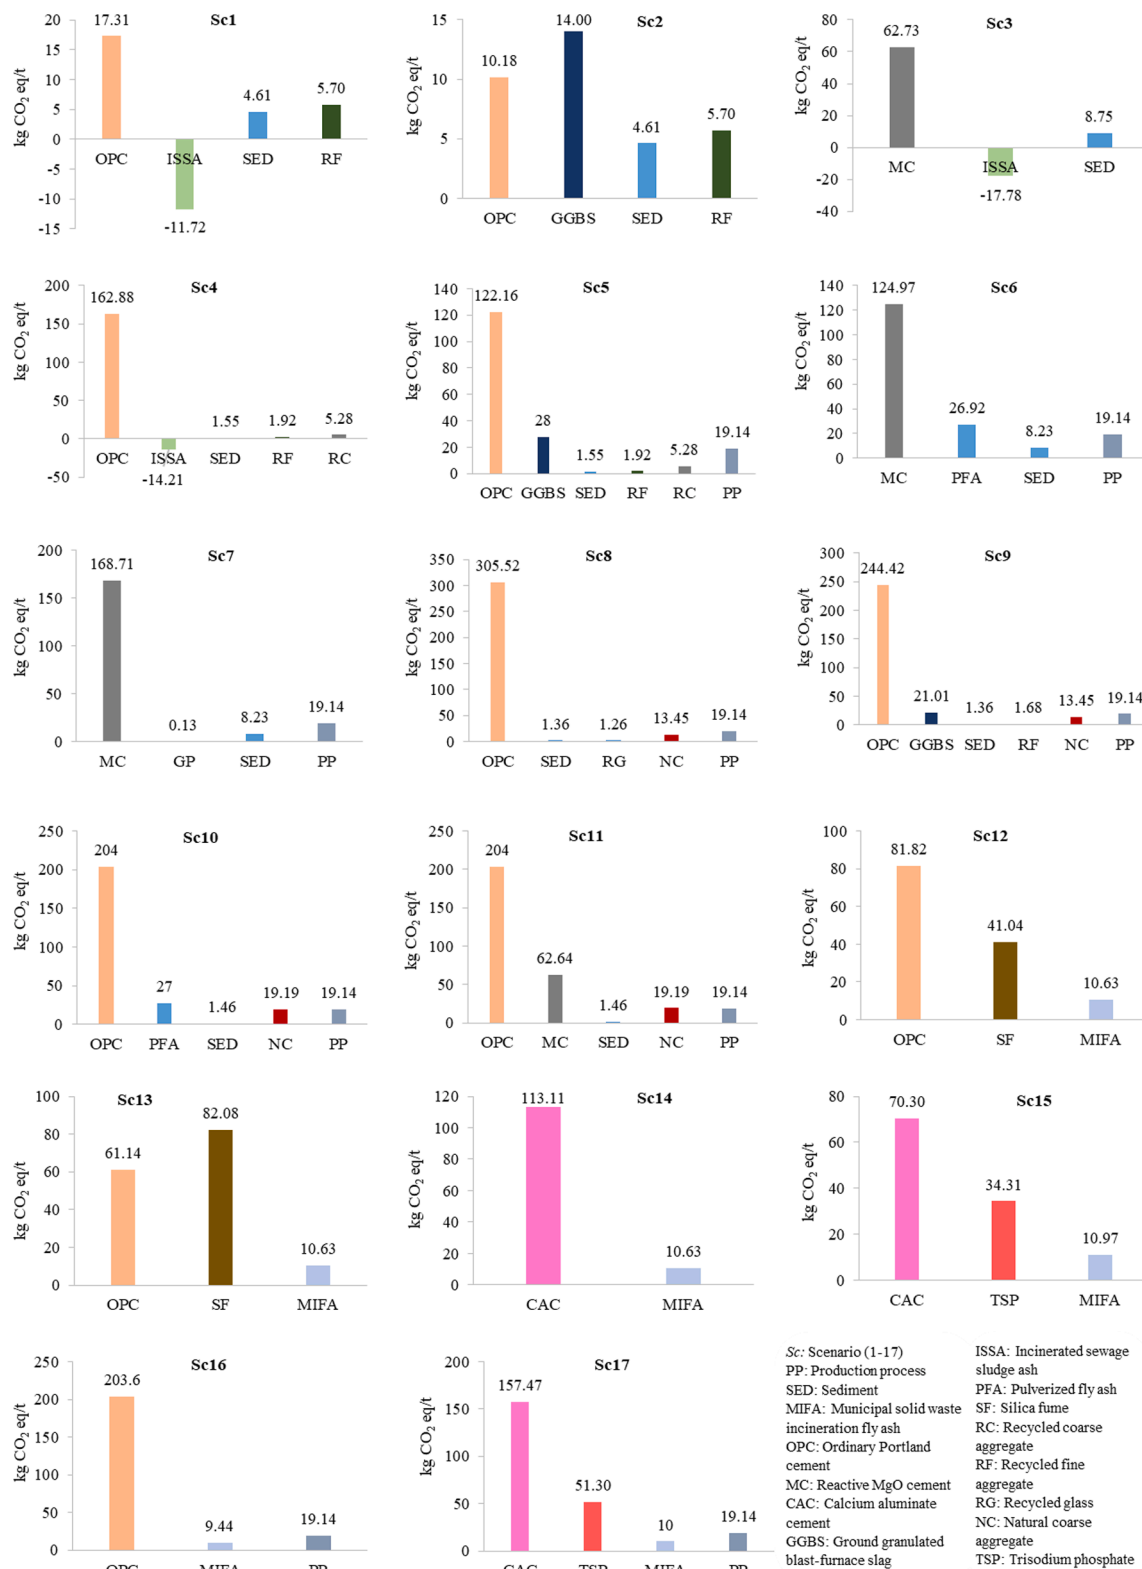 Sc1
kg CO2 eq/t
20
15
10
5
0
-5
-10
-15
17.31
-11.72
4.61
5.70
OPC ISSA SED RF
Sc2
kg CO2 eq/t
15
10
5
0
10.18
14.00
4.61
5.70
OPC GGBS SED RF
Sc3
kg CO2 eq/t
80
60
40
20
0
-20
-40
62.73
-17.78
8.75
MC ISSA SED
Sc4
kg CO2 eq/t
200
150
100
50
0
-50
162.88
-14.21
1.55
1.92
5.28
OPC ISSA SED RF RC
Sc5
kg CO2 eq/t
140
120
100
80
60
40
20
0
122.16
28
1.55
1.92
5.28
19.14
OPC GGBS SED RF RC PP
Sc6
kg CO2 eq/t
140
120
100
80
60
40
20
0
124.97
26.92
8.23
19.14
MC PFA SED PP
Sc7
kg CO2 eq/t
200
150
100
50
0
168.71
0.13
8.23
19.14
MC GP SED PP
Sc8
kg CO2 eq/t
350
300
250
200
150
100
50
0
305.52
1.36
1.26
13.45
19.14
OPC SED RG NC PP
Sc9
kg CO2 eq/t
300
250
200
150
100
50
0
244.42
21.01
1.36
1.68
13.45
19.14
OPC GGBS SED RF NC PP
Sc10
kg CO2 eq/t
250
200
150
100
50
0
204
27
1.46
19.19
19.14
OPC PFA SED NC PP
Sc11
kg CO2 eq/t
250
200
150
100
50
0
204
62.64
1.46
19.19
19.14
OPC MC SED NC PP
Sc12
kg CO2 eq/t
100
80
60
40
20
0
81.82
41.04
10.63
OPC SF MIFA
Sc13
kg CO2 eq/t
100
80
60
40
20
0
61.14
82.08
10.63
OPC SF MIFA
Sc14
kg CO2 eq/t
120
100
80
60
40
20
0
113.11
10.63
CAC MIFA
Sc15
kg CO2 eq/t
80
60
40
20
0
70.30
34.31
10.97
CAC TSP MIFA
Sc16
kg CO2 eq/t
250
200
150
100
50
0
203.6
9.44
19.14
OPC MIFA PP
Sc17
kg CO2 eq/t
200
150
100
50
0
157.47
51.30
10
19.14
CAC TSP MIFA PP
Sc: Scenario (1-17)
PP: Production process
SED: Sediment
MIFA: Municipal solid waste
incineration fly ash
OPC: Ordinary Portland
cement
MC: Reactive MgO cement
CAC: Calcium aluminate
cement
GGBS: Ground granulated
blast-furnace slag
ISSA: Incinerated sewage
sludge ash
PFA: Pulverized fly ash
SF: Silica fume
RC: Recycled coarse
aggregate
RF: Recycled fine
aggregate
RG: Recycled glass
NC: Natural coarse
aggregate
TSP: Trisodium phosphate